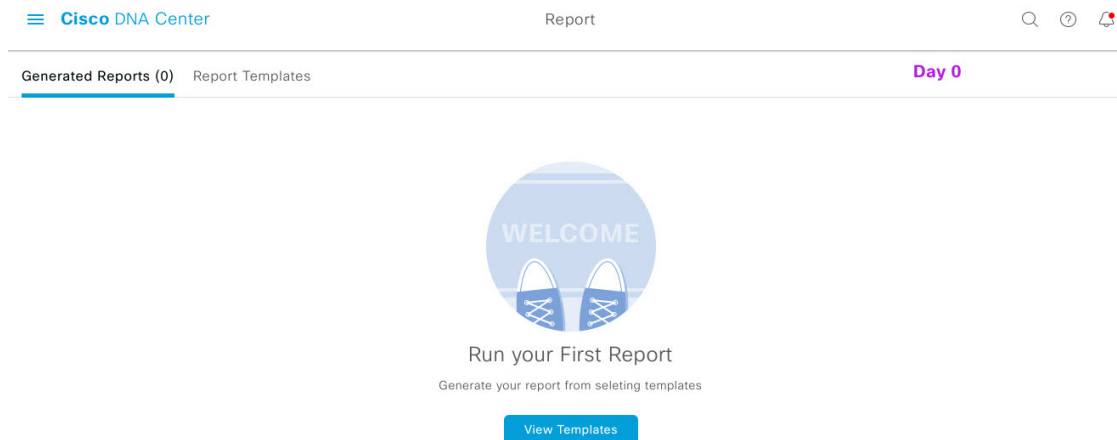 Cisco DNA Center
Report
Generated Reports (0)
Report Templates
Day 0
WELCOME
Run your First Report
Generate your report from seleting templates
View Templates